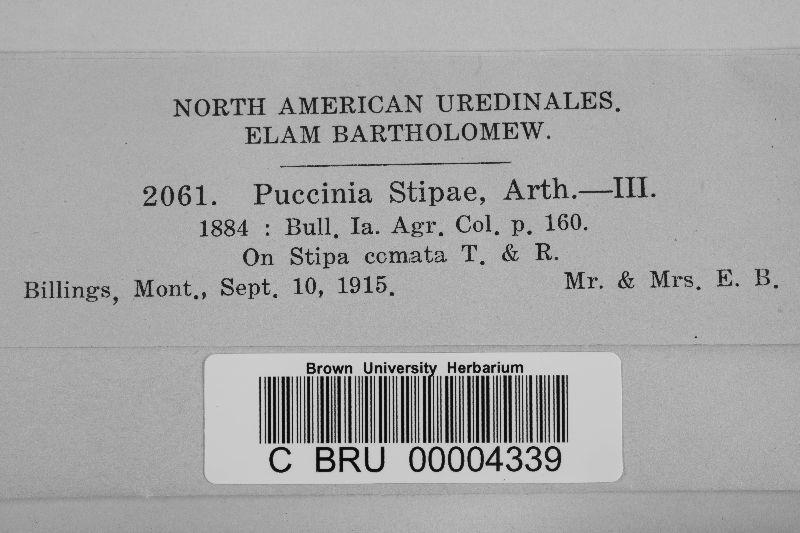 NORTH AMERICAN UREDINALES.
ELAM BARTHOLOMEW.
2061. Puccinia Stipae, Arth.—III.
1884 : Bull. Ia. Agr. Col. p. 160.
On Stipa ccmata T. & R.
Billings, Mont., Sept. 10, 1915. Mr. & Mrs. E. B.
Brown University Herbarium
C BRU 00004339